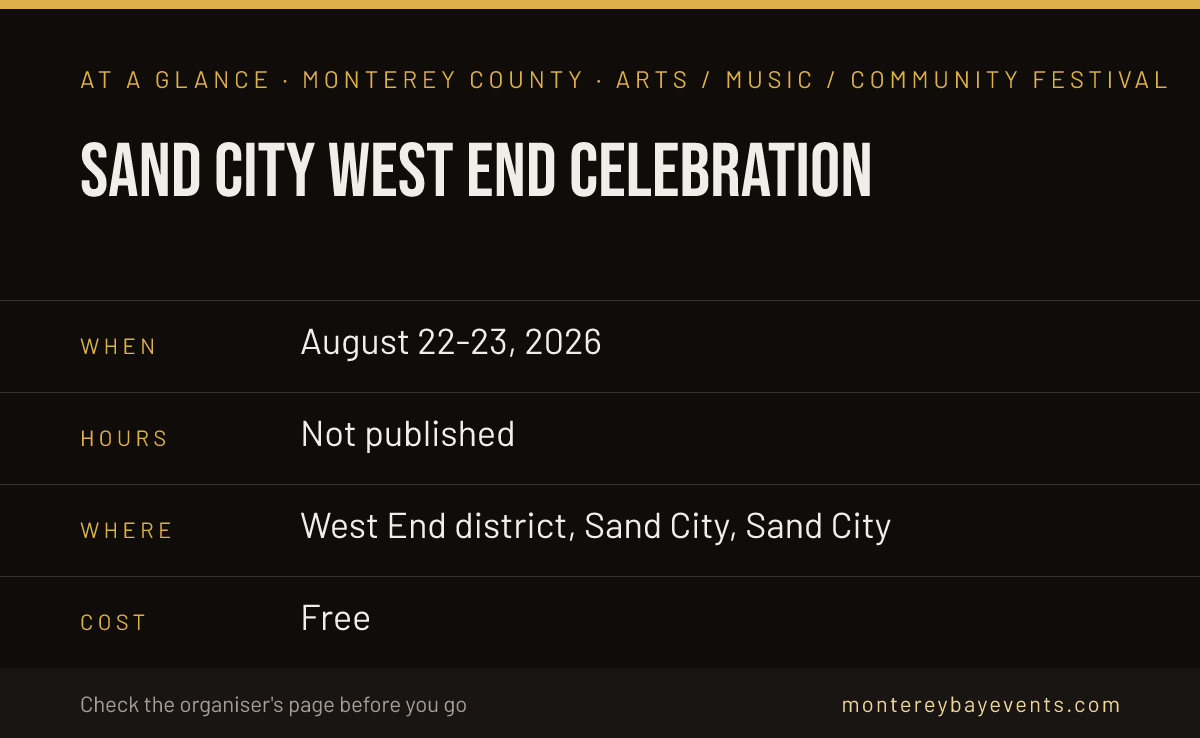 AT A GLANCE · MONTEREY COUNTY · ARTS / MUSIC / COMMUNITY FESTIVAL
SAND CITY WEST END CELEBRATION
WHEN August 22-23, 2026
HOURS Not published
WHERE West End district, Sand City, Sand City
COST Free
Check the organiser's page before you go montereybayevents.com